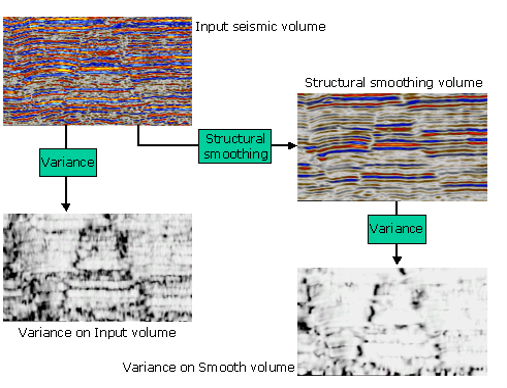 Input seismic volume
Structural smoothing volume
Structural
smoothing
Variance
Variance
Variance on Input volume
Variance on Smooth volume